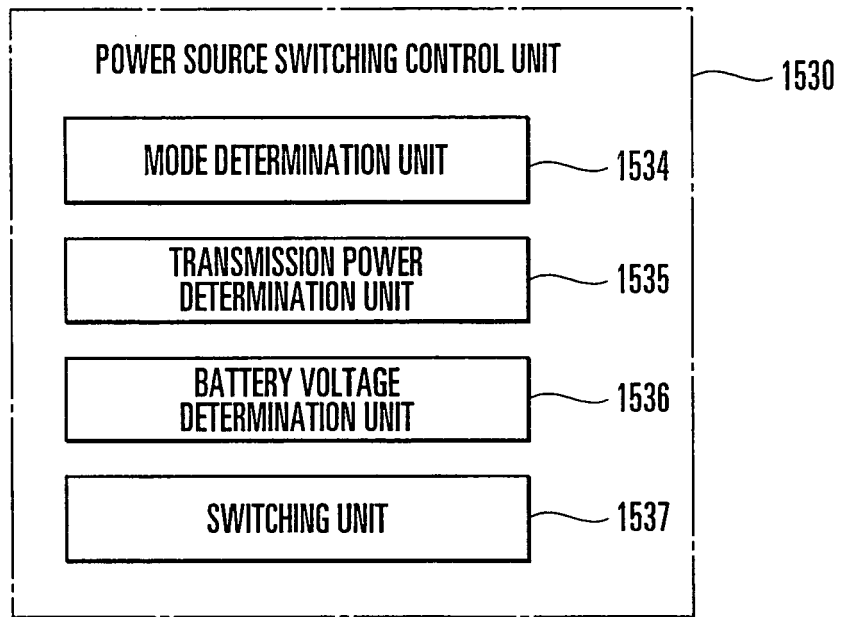 POWER SOURCE SWITCHING CONTROL UNIT
1530
MODE DETERMINATION UNIT
1534
TRANSMISSION POWER
DETERMINATION UNIT
1535
BATTERY VOLTAGE
DETERMINATION UNIT
1536
SWITCHING UNIT
1537